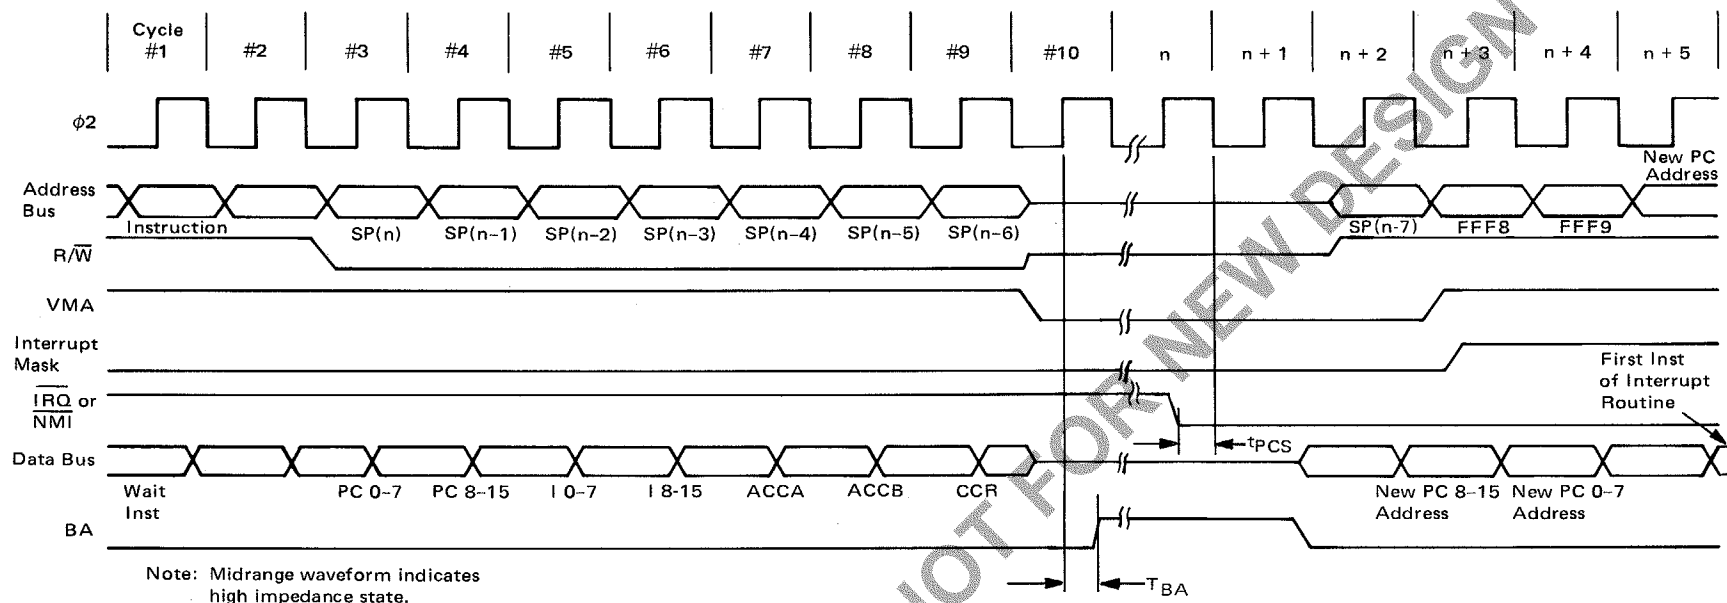 Cycle
#1 #2 #3 #4 #5 #6 #7 #8 #9 #10 n n + 1 n + 2 n + 3 n + 4 n + 5
φ2
New PC
Address
Address
Bus
Instruction SP(n) SP(n-1) SP(n-2) SP(n-3) SP(n-4) SP(n-5) SP(n-6) SP(n-7) FFF8 FFF9
R/W̅
VMA
Interrupt
Mask
I̅R̅Q̅ or
N̅M̅I̅
First Inst
of Interrupt
Routine
tPCS
Data Bus
Wait
Inst
PC 0-7 PC 8-15 I 0-7 I 8-15 ACCA ACCB CCR
New PC 8-15
Address
New PC 0-7
Address
BA
TBA
Note: Midrange waveform indicates
high impedance state.
NOT FOR NEW DESIGN